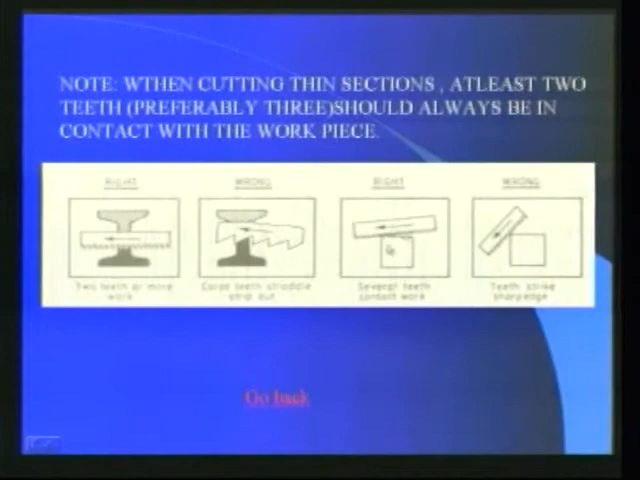 NOTE: WTHEN CUTTING THIN SECTIONS , ATLEAST TWO
TEETH (PREFERABLY THREE)SHOULD ALWAYS BE IN
CONTACT WITH THE WORK PIECE.
RIGHT WRONG RIGHT WRONG
Two teeth or more
work
Coarse teeth straddle
strip out
Several teeth
contact work
Teeth strike
sharp edge
Go back